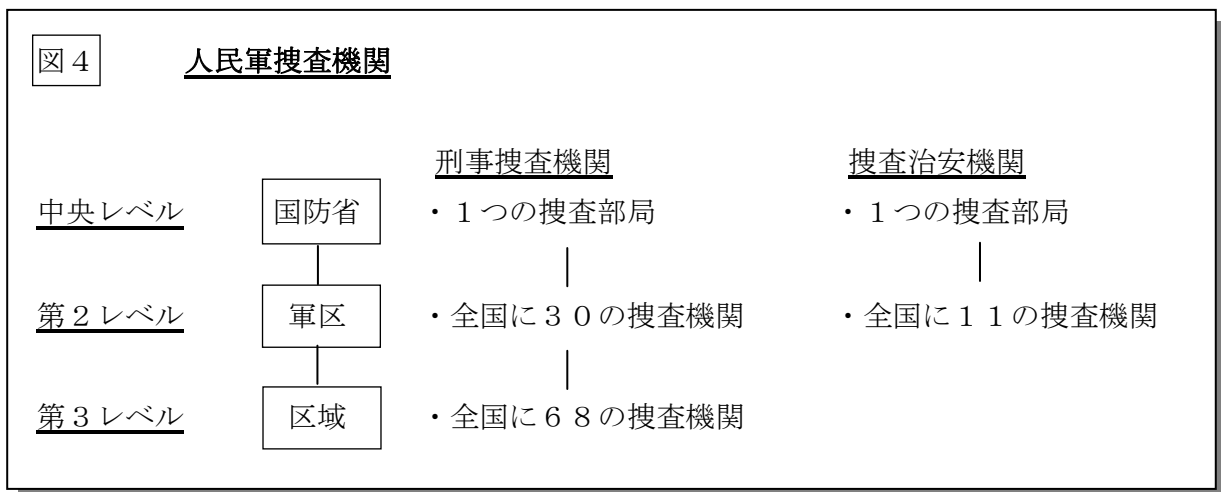 図4 人民軍捜査機関
刑事捜査機関 捜査治安機関
中央レベル 国防省 ・1つの捜査部局 ・1つの捜査部局
第2レベル 軍区 ・全国に30の捜査機関 ・全国に11の捜査機関
第3レベル 区域 ・全国に68の捜査機関